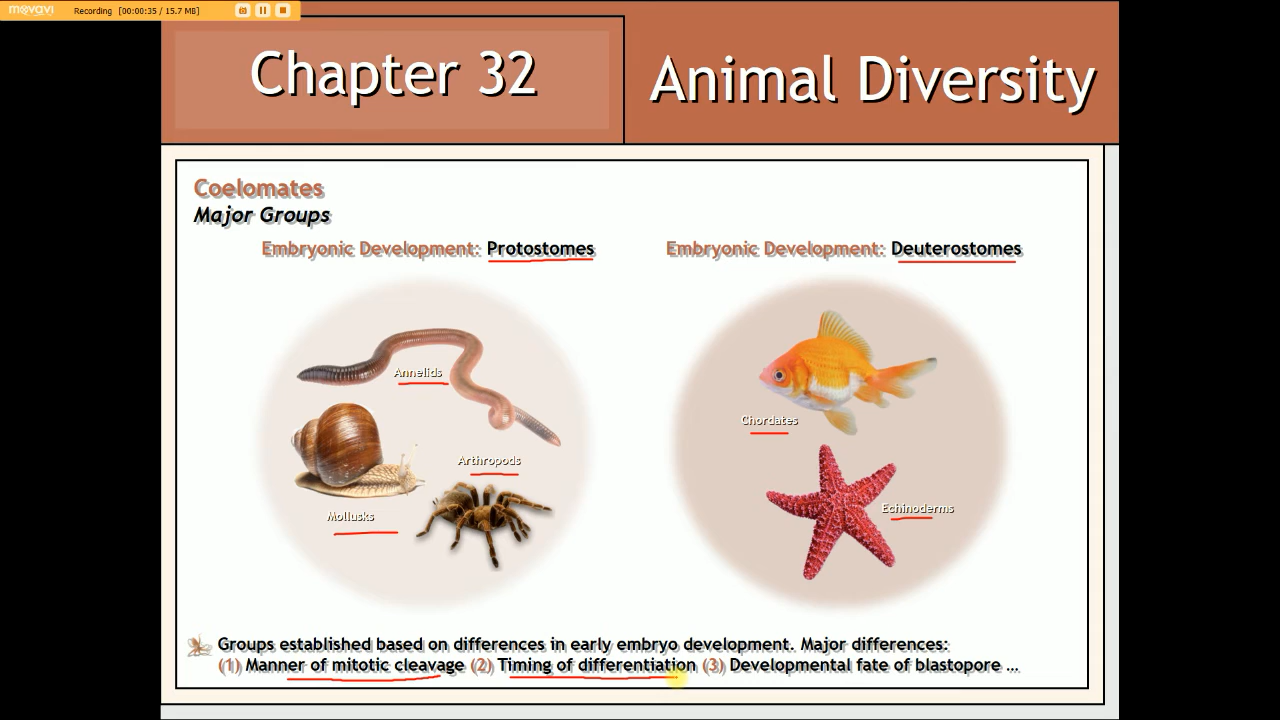 movavi Recording [00:00:35 / 15.7 MB]
Chapter 32
Animal Diversity
Coelomates
Major Groups
Embryonic Development: Protostomes
Embryonic Development: Deuterostomes
Annelids
Arthropods
Mollusks
Chordates
Echinoderms
Groups established based on differences in early embryo development. Major differences:
(1) Manner of mitotic cleavage (2) Timing of differentiation (3) Developmental fate of blastopore ...